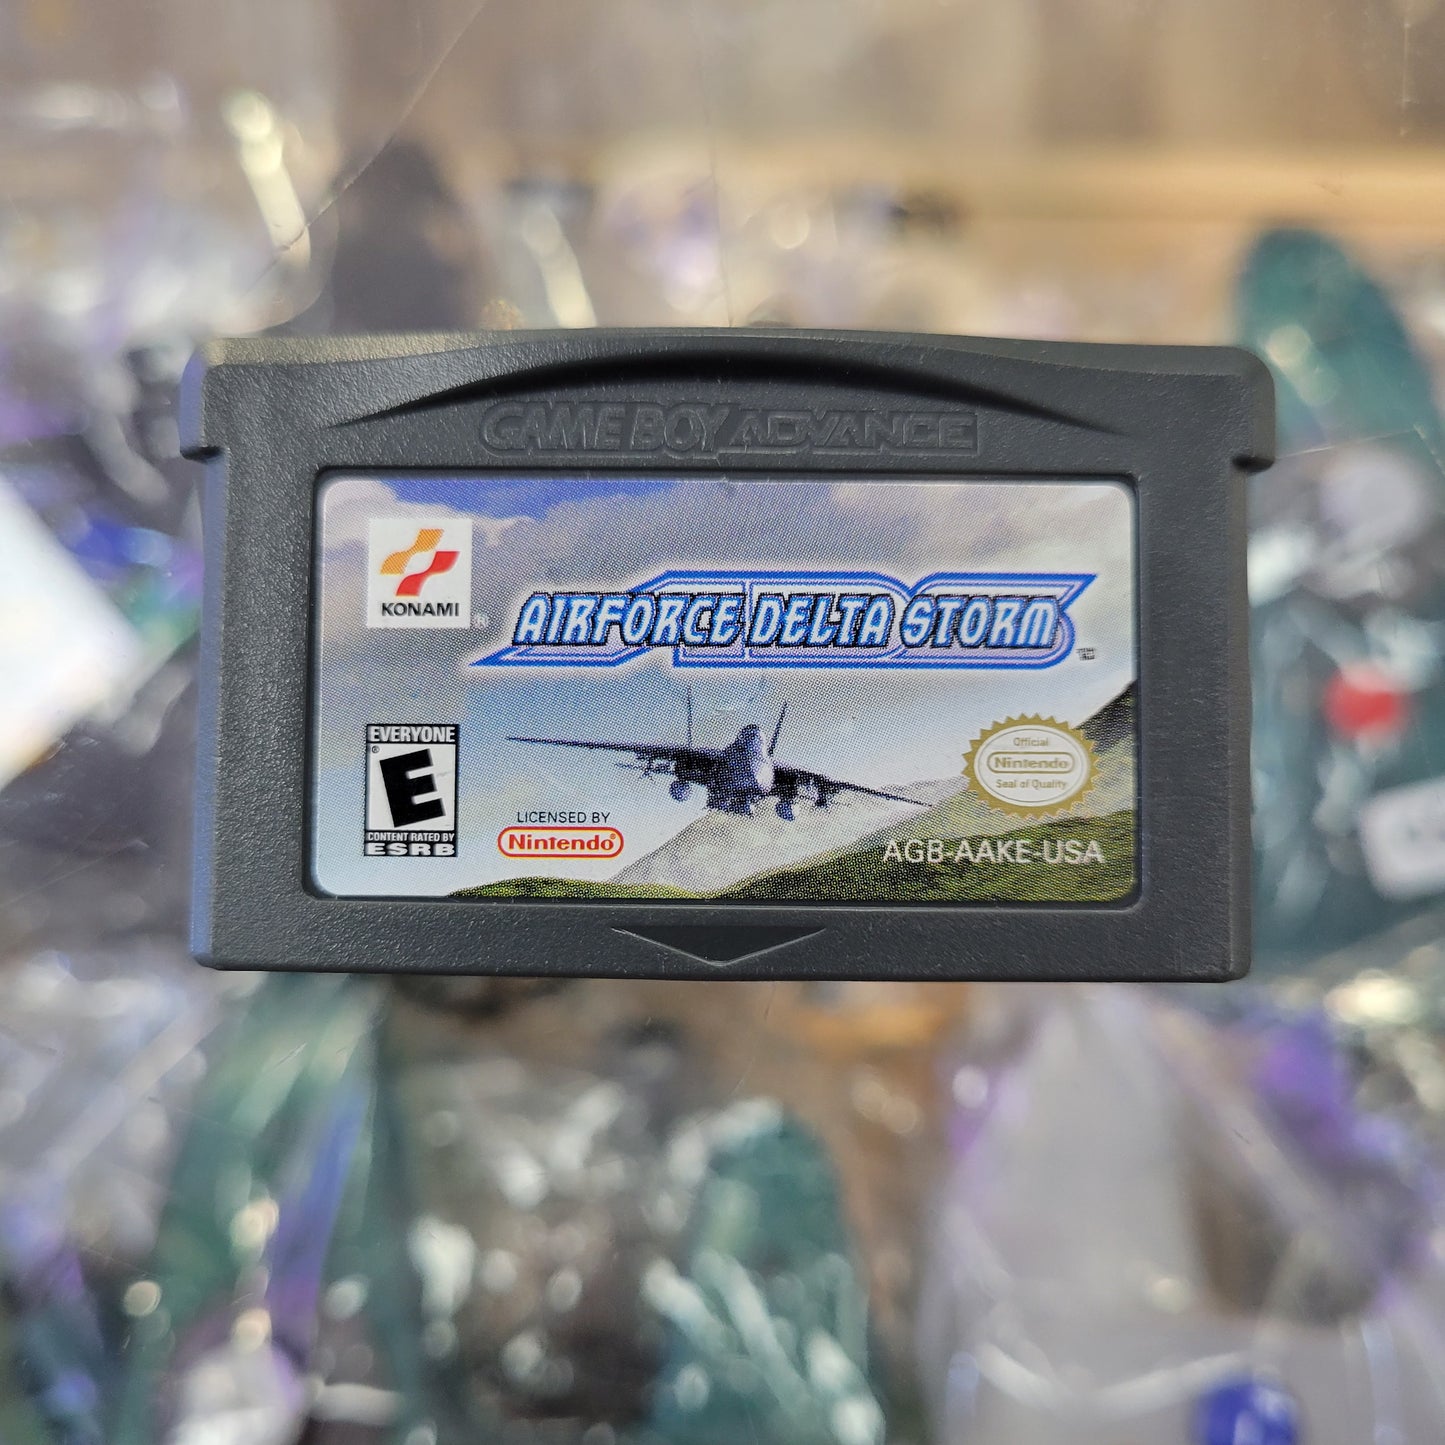 GAME BOY ADVANCE
KONAMI
®
AIRFORCE DELTA STORM
TM
EVERYONE
E
®
CONTENT RATED BY
ESRB
LICENSED BY
Nintendo®
Official
Nintendo
Seal of Quality
AGB-AAKE-USA